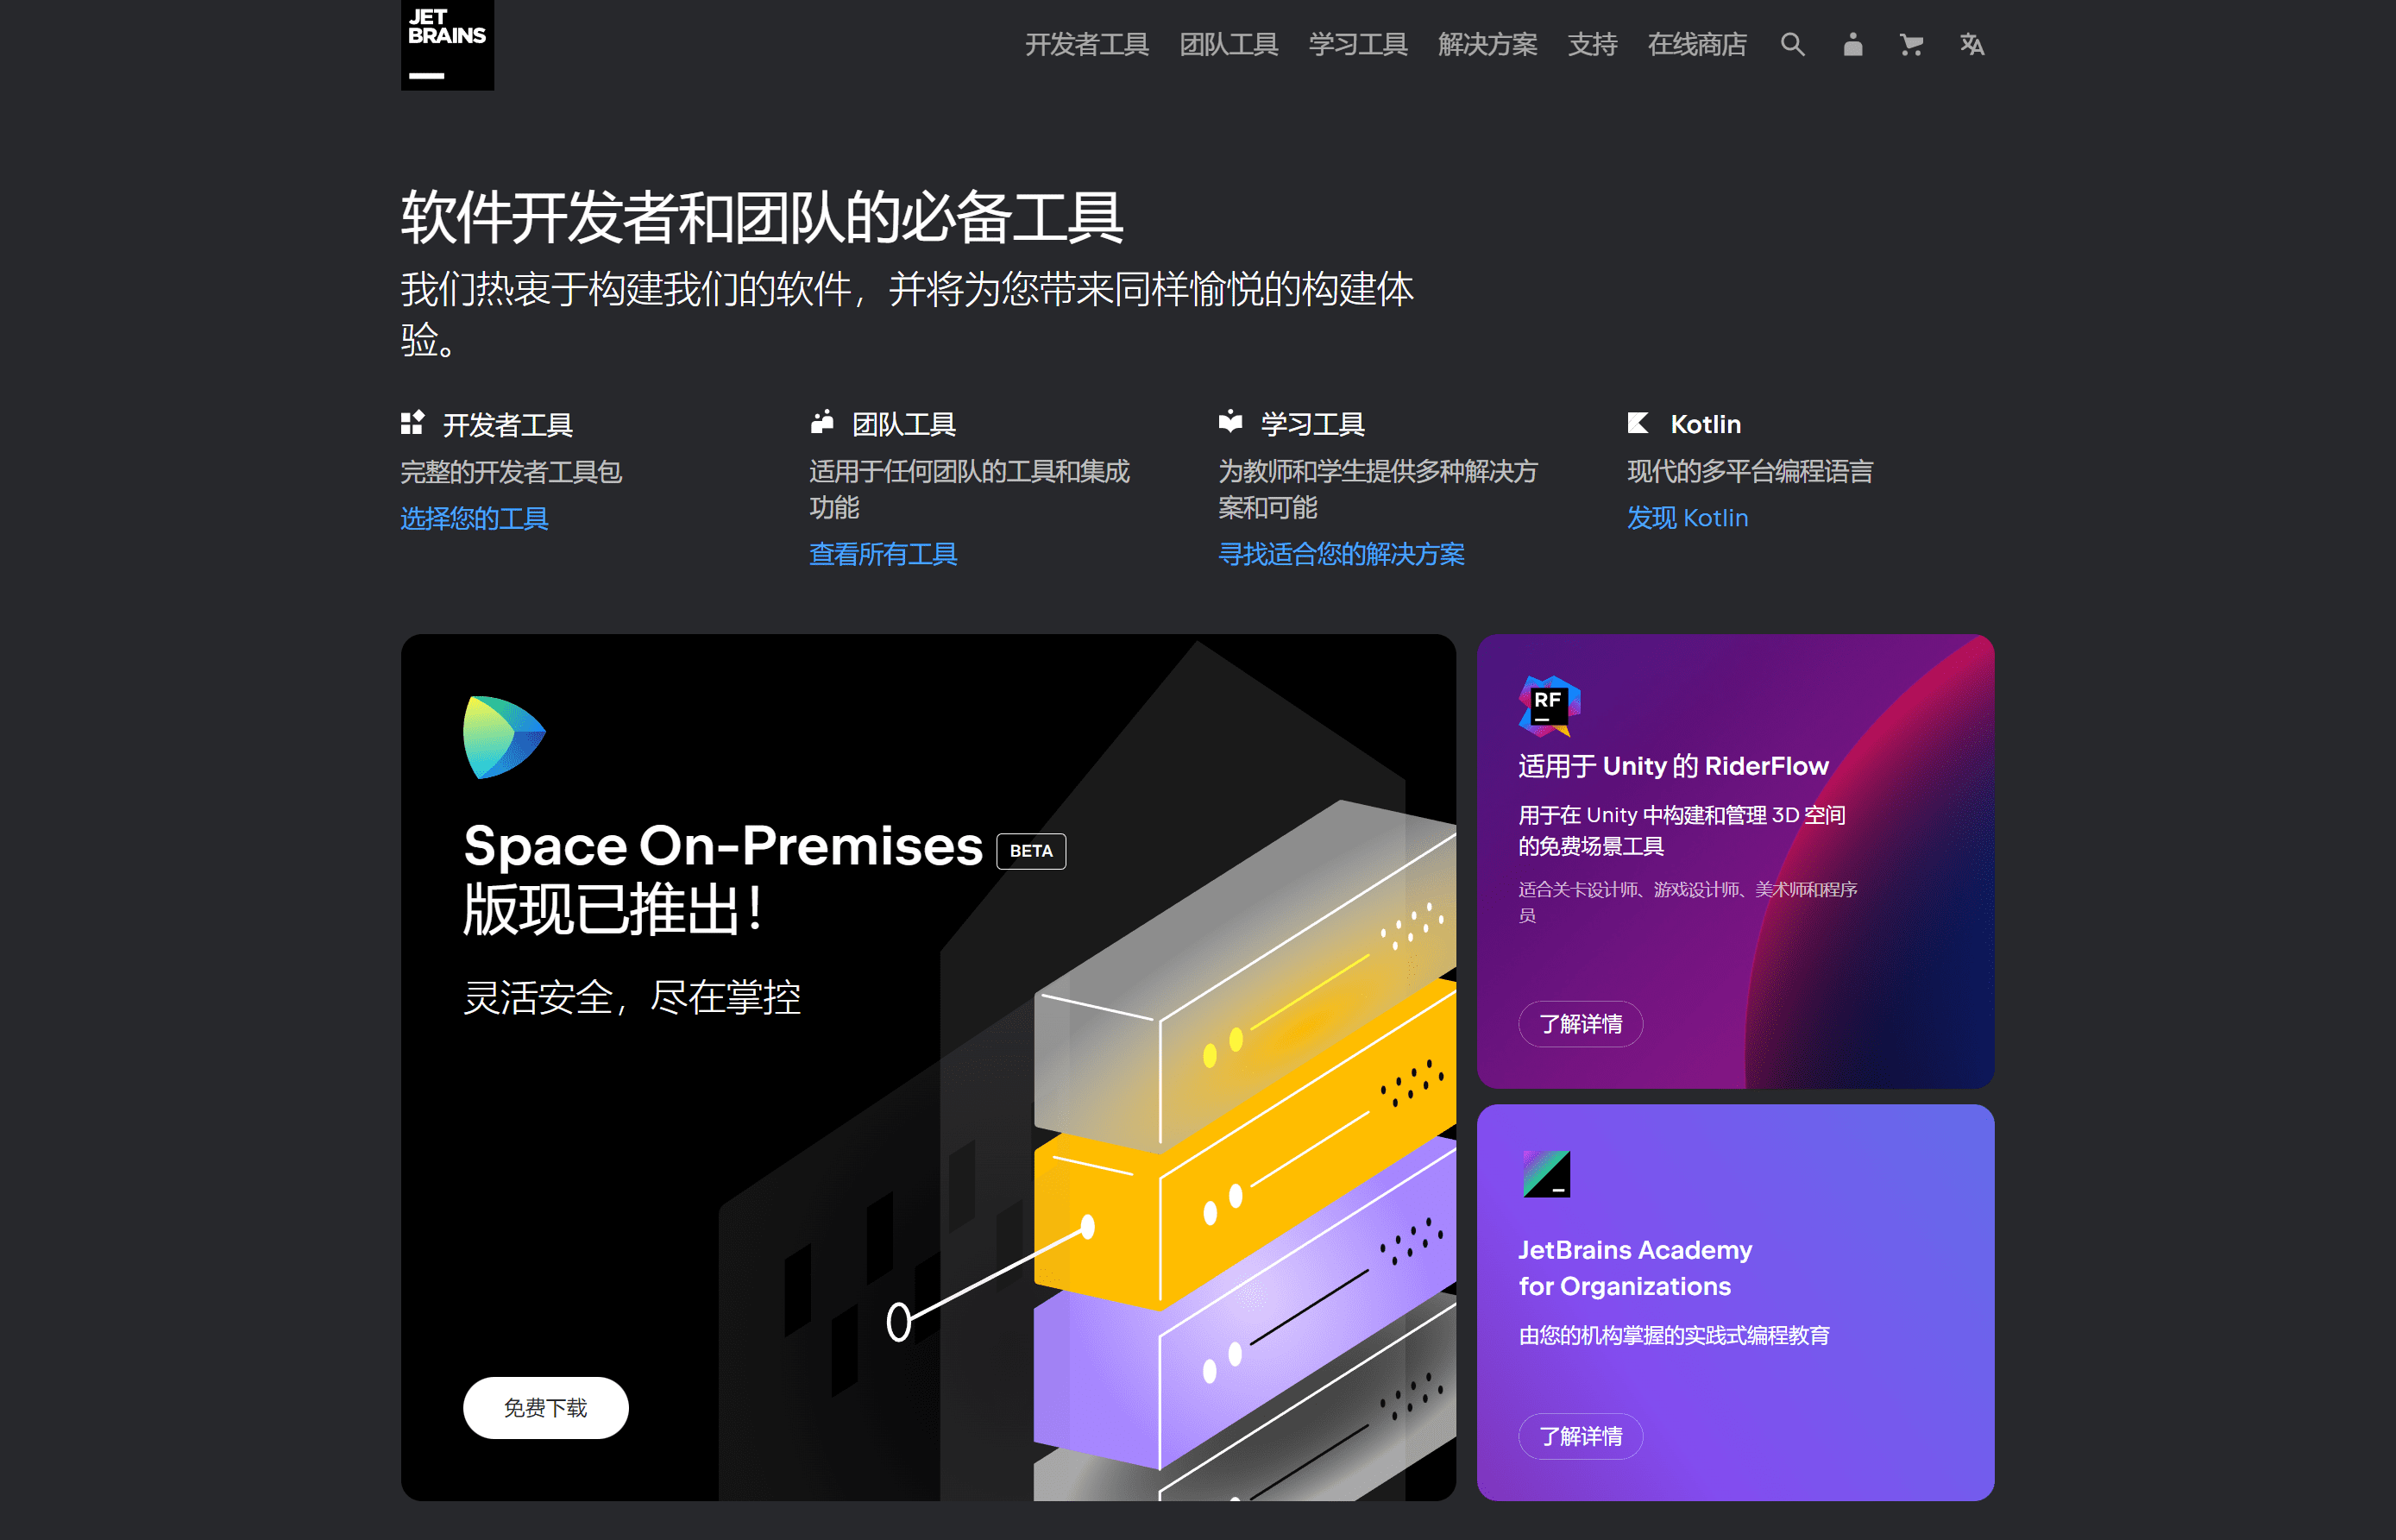 JET
BRAINS
开发者工具 团队工具 学习工具 解决方案 支持 在线商店
软件开发者和团队的必备工具
我们热衷于构建我们的软件，并将为您带来同样愉悦的构建体
验。
开发者工具
完整的开发者工具包
选择您的工具
团队工具
适用于任何团队的工具和集成
功能
查看所有工具
学习工具
为教师和学生提供多种解决方
案和可能
寻找适合您的解决方案
Kotlin
现代的多平台编程语言
发现 Kotlin
Space On-Premises BETA
版现已推出！
灵活安全，尽在掌控
免费下载
RF
适用于 Unity 的 RiderFlow
用于在 Unity 中构建和管理 3D 空间
的免费场景工具
适合关卡设计师、游戏设计师、美术师和程序
员
了解详情
JetBrains Academy
for Organizations
由您的机构掌握的实践式编程教育
了解详情